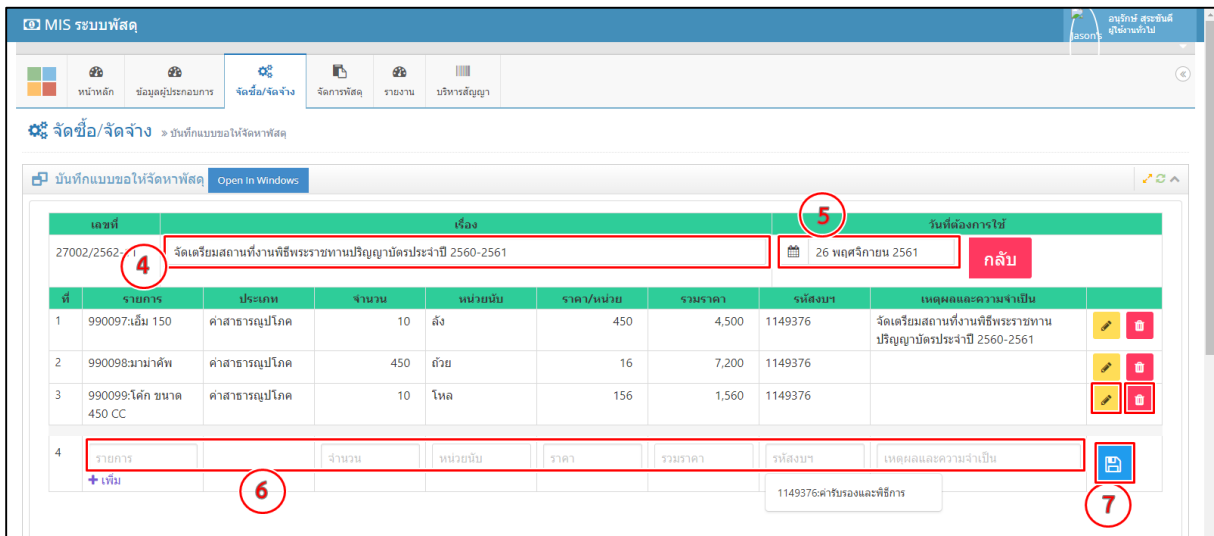 MIS ระบบพัสดุ
Jason's
อนุรักษ์ สุระขันตี
ผู้ใช้งานทั่วไป
หน้าหลัก ข้อมูลผู้ประกอบการ จัดซื้อ/จัดจ้าง จัดการพัสดุ รายงาน บริหารสัญญา
จัดซื้อ/จัดจ้าง » บันทึกแบบขอให้จัดหาพัสดุ
บันทึกแบบขอให้จัดหาพัสดุ Open In Windows
5
เลขที่ เรื่อง วันที่ต้องการใช้
27002/2562- จัดเตรียมสถานที่งานพิธีพระราชทานปริญญาบัตรประจำปี 2560-2561 26 พฤศจิกายน 2561 กลับ
4
ที่ รายการ ประเภท จำนวน หน่วยนับ ราคา/หน่วย รวมราคา รหัสงบฯ เหตุผลและความจำเป็น
1 990097:เอ็ม 150 ค่าสาธารณูปโภค 10 ลัง 450 4,500 1149376 จัดเตรียมสถานที่งานพิธีพระราชทาน
ปริญญาบัตรประจำปี 2560-2561
2 990098:มาม่าคัพ ค่าสาธารณูปโภค 450 ถ้วย 16 7,200 1149376
3 990099:โค้ก ขนาด ค่าสาธารณูปโภค 10 โหล 156 1,560 1149376
450 CC
4 รายการ จำนวน หน่วยนับ ราคา รวมราคา รหัสงบฯ เหตุผลและความจำเป็น
+ เพิ่ม
6
1149376:ค่ารับรองและพิธีการ
7